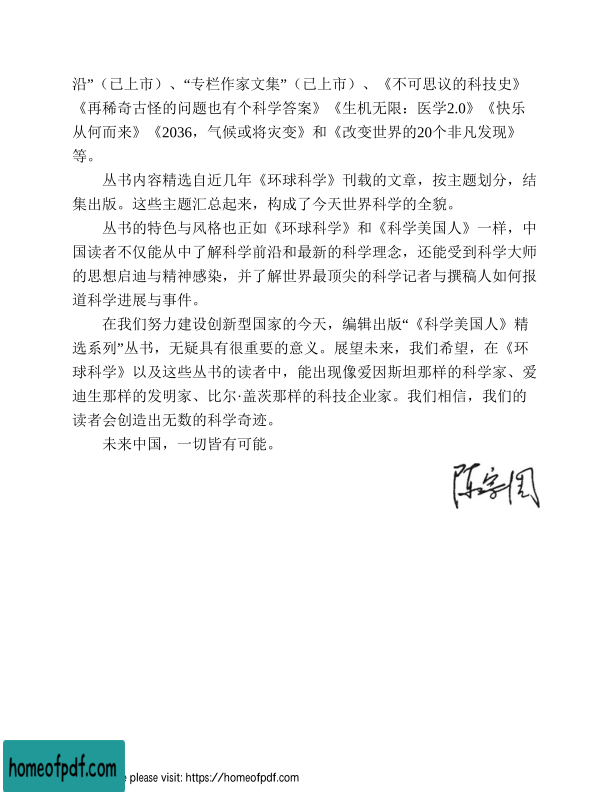 沿”（已上市）、“专栏作家文集”（已上市）、《不可思议的科技史》
《再稀奇古怪的问题也有个科学答案》《生机无限：医学2.0》《快乐
从何而来》《2036，气候或将灾变》和《改变世界的20个非凡发现》
等。
丛书内容精选自近几年《环球科学》刊载的文章，按主题划分，结
集出版。这些主题汇总起来，构成了今天世界科学的全貌。
丛书的特色与风格也正如《环球科学》和《科学美国人》一样，中
国读者不仅能从中了解科学前沿和最新的科学理念，还能受到科学大师
的思想启迪与精神感染，并了解世界最顶尖的科学记者与撰稿人如何报
道科学进展与事件。
在我们努力建设创新型国家的今天，编辑出版“《科学美国人》精
选系列”丛书，无疑具有很重要的意义。展望未来，我们希望，在《环
球科学》以及这些丛书的读者中，能出现像爱因斯坦那样的科学家、爱
迪生那样的发明家、比尔·盖茨那样的科技企业家。我们相信，我们的
读者会创造出无数的科学奇迹。
未来中国，一切皆有可能。
陈宗周
homeofpdf.com
e please visit: https://homeofpdf.com